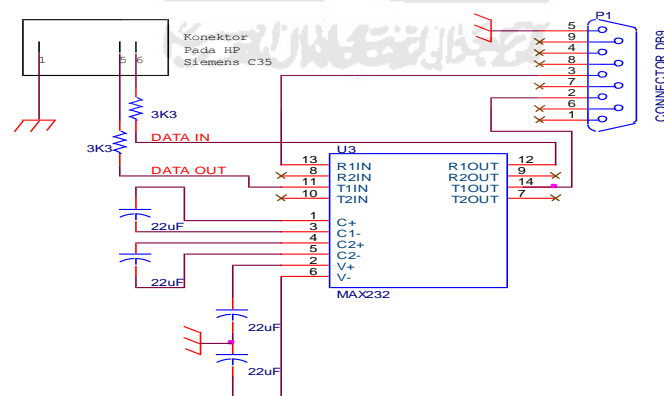 P1
Konektor
Pada HP
Siemens C35
1
5
6
5
9
4
8
3
7
2
6
1
CONNECTOR DB9
3K3
3K3
DATA IN
DATA OUT
U3
13
8
11
10
R1IN
R2IN
T1IN
T2IN
R1OUT
R2OUT
T1OUT
T2OUT
12
9
14
7
1
3
4
5
2
6
C+
C1-
C2+
C2-
V+
V-
MAX232
22uF
22uF
22uF
22uF